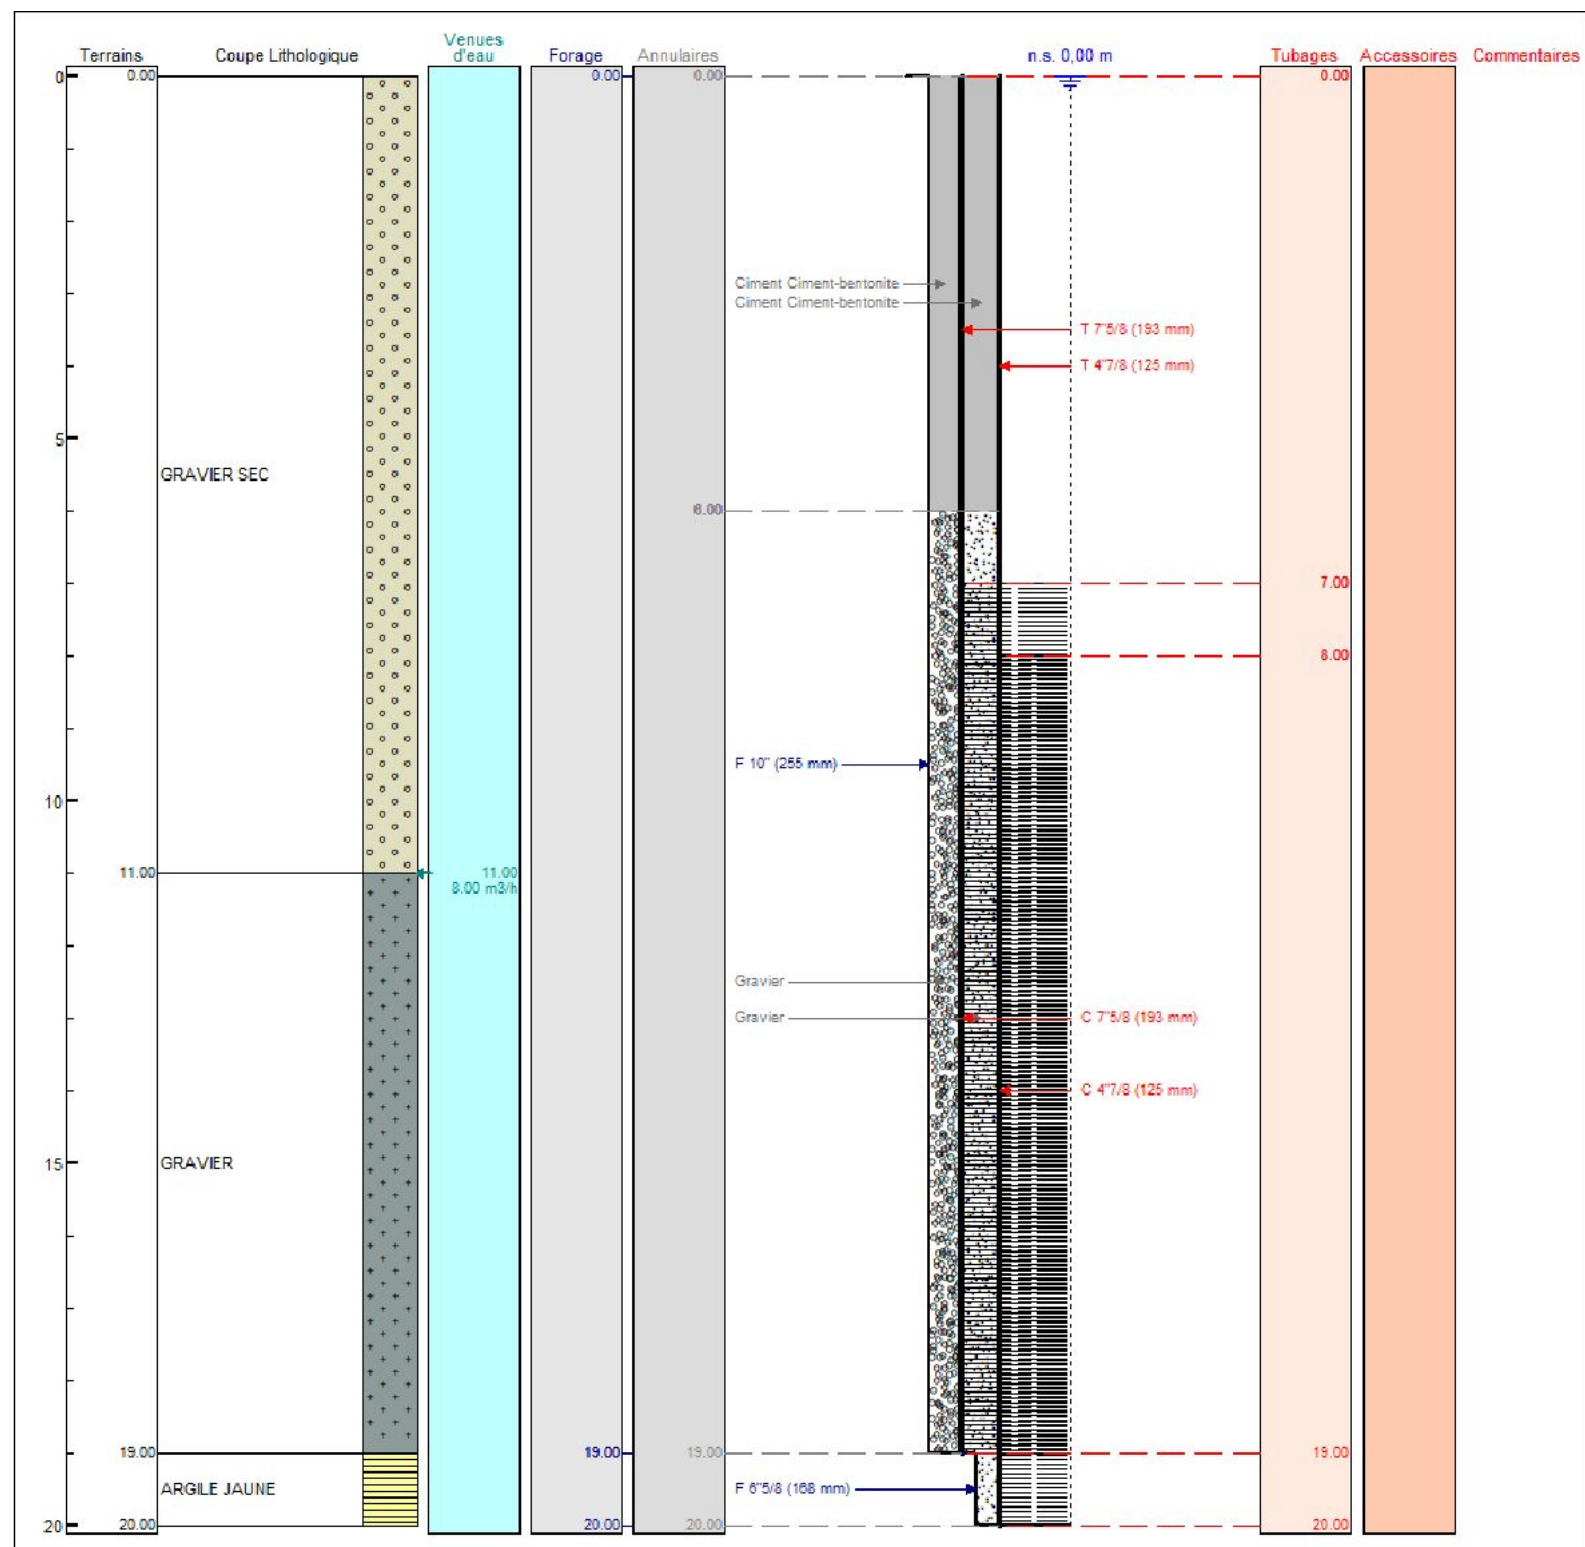 Terrains
Coupe Lithologique
Venues
d'eau
Forage
Annulaires
n.s. 0,00 m
Tubages
Accessoires
Commentaires
0
0.00
0.00
0.00
0.00
Ciment Ciment-bentonite
Ciment Ciment-bentonite
T 7"5/8 (193 mm)
T 4"7/8 (125 mm)
5
GRAVIER SEC
6.00
7.00
8.00
F 10" (255 mm)
10
11.00
11.00
8.00 m3/h
Gravier
Gravier
C 7"5/8 (193 mm)
C 4"7/8 (125 mm)
15
GRAVIER
19.00
19.00
19.00
19.00
ARGILE JAUNE
F 6"5/8 (168 mm)
20
20.00
20.00
20.00
20.00